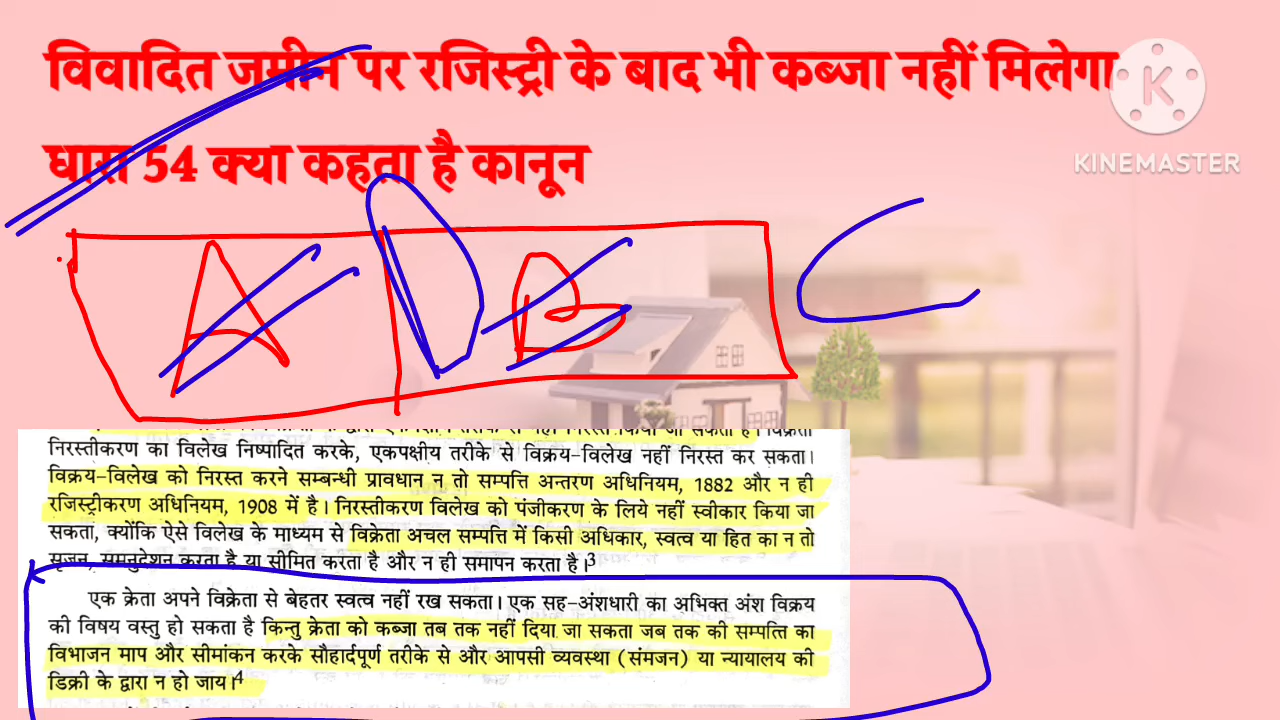 विवादित जमीन पर रजिस्ट्री के बाद भी कब्जा नहीं मिलेगा
धारा 54 क्या कहता है कानून
K
KINEMASTER
A D B C
निरस्तीकरण का विलेख निष्पादित करके, एकपक्षीय तरीके से विक्रय-विलेख नहीं निरस्त कर सकता।
विक्रय-विलेख को निरस्त करने सम्बन्धी प्रावधान न तो सम्पत्ति अन्तरण अधिनियम, 1882 और न ही
रजिस्ट्रीकरण अधिनियम, 1908 में है। निरस्तीकरण विलेख को पंजीकरण के लिये नहीं स्वीकार किया जा
सकता, क्योंकि ऐसे विलेख के माध्यम से विक्रेता अचल सम्पत्ति में किसी अधिकार, स्वत्व या हित का न तो
सृजन, समनुदेशन करता है या सीमित करता है और न ही समापन करता है।3
एक क्रेता अपने विक्रेता से बेहतर स्वत्व नहीं रख सकता। एक सह-अंशधारी का अभिक्त अंश विक्रय
की विषय वस्तु हो सकता है किन्तु क्रेता को कब्जा तब तक नहीं दिया जा सकता जब तक की सम्पत्ति का
विभाजन माप और सीमांकन करके सौहार्दपूर्ण तरीके से और आपसी व्यवस्था (संमजन) या न्यायालय की
डिक्री के द्वारा न हो जाय।4